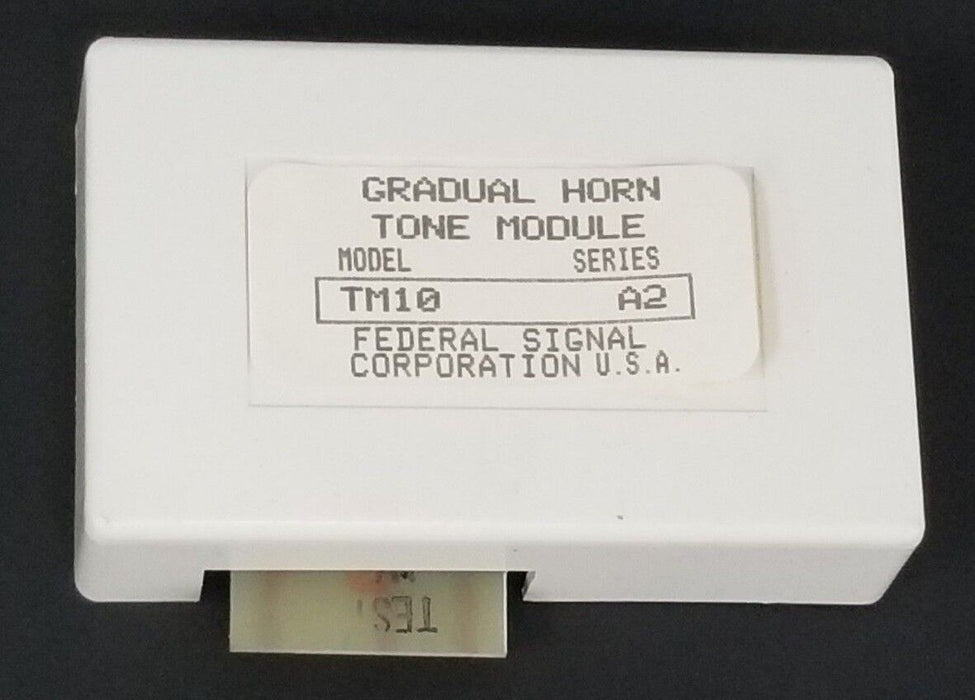 GRADUAL HORN
TONE MODULE
MODEL SERIES
TM10 A2
FEDERAL SIGNAL
CORPORATION U.S.A.
TEST